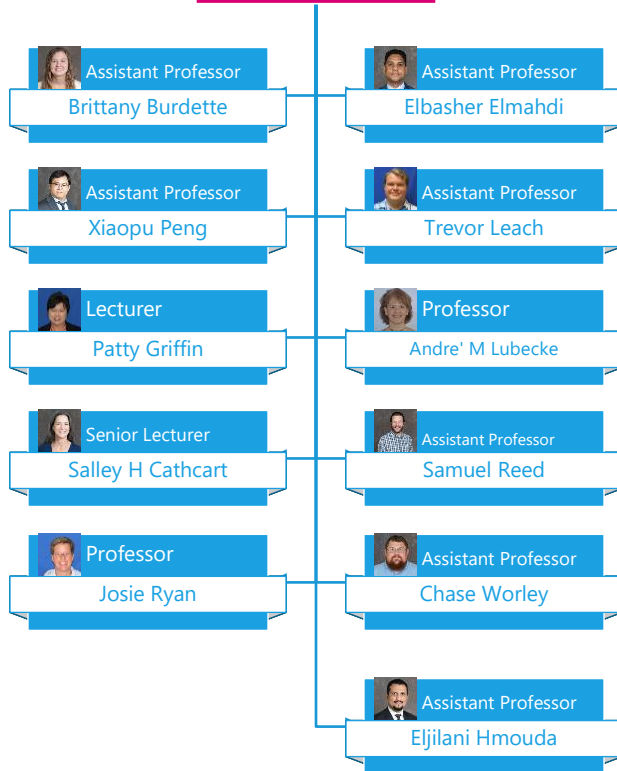 Assistant Professor
Brittany Burdette
Assistant Professor
Elbasher Elmahdi
Assistant Professor
Xiaopu Peng
Assistant Professor
Trevor Leach
Lecturer
Patty Griffin
Professor
Andre' M Lubecke
Senior Lecturer
Salley H Cathcart
Assistant Professor
Samuel Reed
Professor
Josie Ryan
Assistant Professor
Chase Worley
Assistant Professor
Eljilani Hmouda